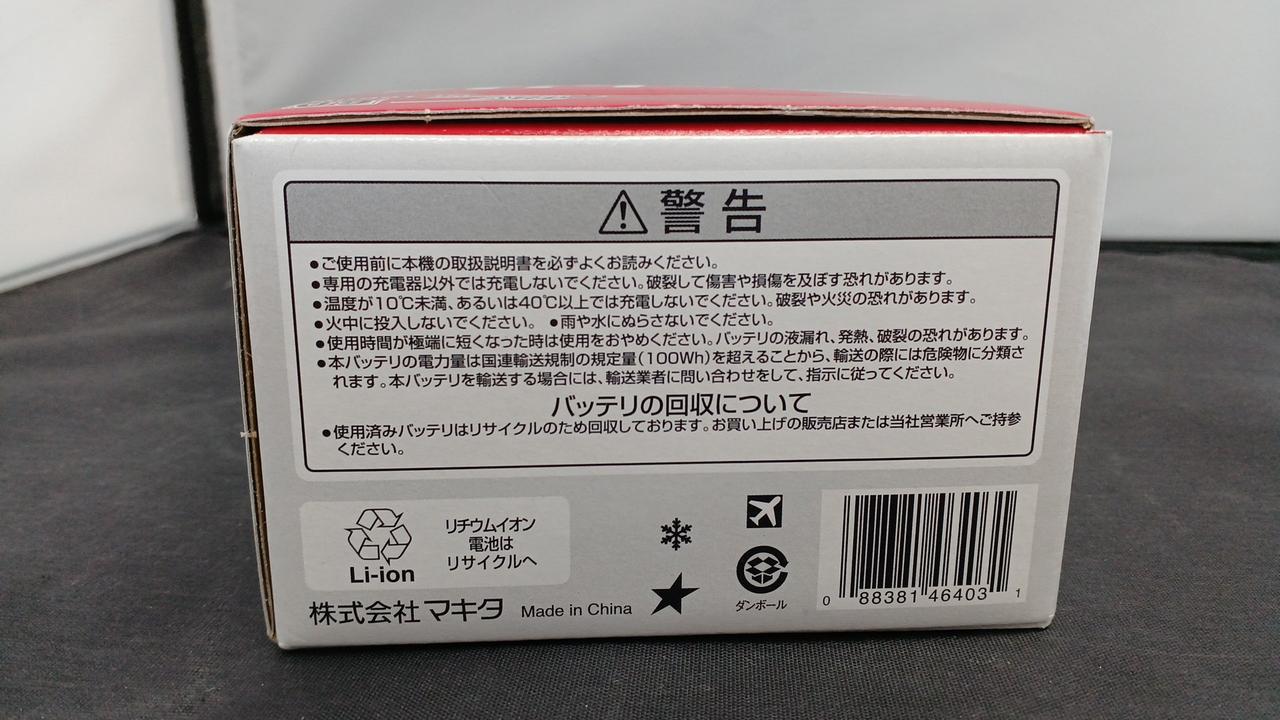 警告
●ご使用前に本機の取扱説明書を必ずよくお読みください。
●専用の充電器以外では充電しないでください。破裂して傷害や損傷を及ぼす恐れがあります。
●温度が10℃未満、あるいは40℃以上では充電しないでください。破裂や火災の恐れがあります。
●火中に投入しないでください。 ●雨や水にぬらさないでください。
●使用時間が極端に短くなった時は使用をおやめください。バッテリの液漏れ、発熱、破裂の恐れがあります。
●本バッテリの電力量は国連輸送規制の規定量(100Wh)を超えることから、輸送の際には危険物に分類さ
れます。本バッテリを輸送する場合には、輸送業者に問い合わせをして、指示に従ってください。
バッテリの回収について
●使用済みバッテリはリサイクルのため回収しております。お買い上げの販売店または当社営業所へご持参
ください。
リチウムイオン
電池は
リサイクルへ
Li-ion
株式会社マキタ Made in China
ダンボール
0 88381 46403 1